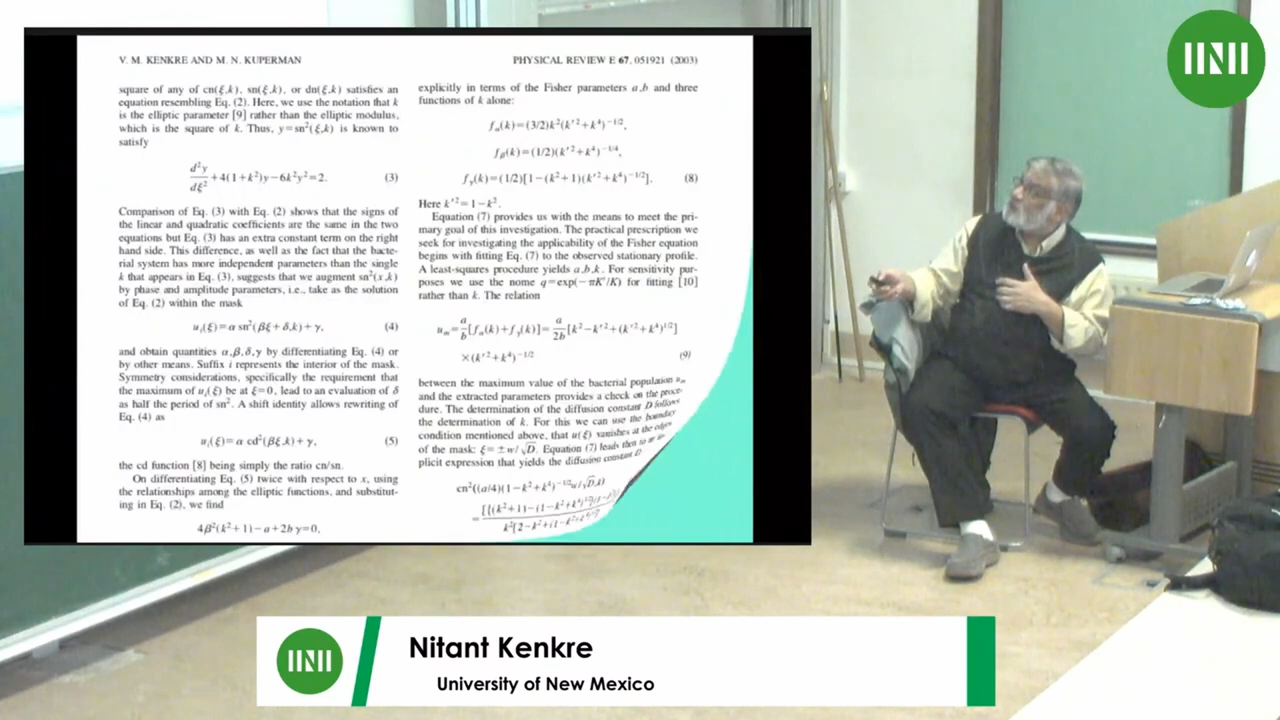 V. M. KENKRE AND M. N. KUPERMAN
PHYSICAL REVIEW E 67, 051921 (2003)
square of any of cn(ξ,k), sn(ξ,k), or dn(ξ,k) satisfies an
equation resembling Eq. (2). Here, we use the notation that k
is the elliptic parameter [9] rather than the elliptic modulus,
which is the square of k. Thus, y=sn²(ξ,k) is known to
satisfy
d²y/dξ²+4(1+k²)y−6k²y²=2. (3)
Comparison of Eq. (3) with Eq. (2) shows that the signs of
the linear and quadratic coefficients are the same in the two
equations but Eq. (3) has an extra constant term on the right
hand side. This difference, as well as the fact that the bacte-
rial system has more independent parameters than the single
k that appears in Eq. (3), suggests that we augment sn²(x,k)
by phase and amplitude parameters, i.e., take as the solution
of Eq. (2) within the mask
uᵢ(ξ)=α sn²(βξ+δ,k)+γ, (4)
and obtain quantities α,β,δ,γ by differentiating Eq. (4) or
by other means. Suffix i represents the interior of the mask.
Symmetry considerations, specifically the requirement that
the maximum of uᵢ(ξ) be at ξ=0, lead to an evaluation of δ
as half the period of sn². A shift identity allows rewriting of
Eq. (4) as
uᵢ(ξ)=α cd²(βξ,k)+γ, (5)
the cd function [8] being simply the ratio cn/sn.
On differentiating Eq. (5) twice with respect to x, using
the relationships among the elliptic functions, and substitut-
ing in Eq. (2), we find
4β²(k²+1)−a+2bγ=0,
explicitly in terms of the Fisher parameters a,b and three
functions of k alone:
fα(k)=(3/2)k²(k′²+k⁴)⁻¹/²,
fβ(k)=(1/2)(k′²+k⁴)⁻¹/⁴,
fγ(k)=(1/2)[1−(k²+1)(k′²+k⁴)⁻¹/²]. (8)
Here k′²=1−k².
Equation (7) provides us with the means to meet the pri-
mary goal of this investigation. The practical prescription we
seek for investigating the applicability of the Fisher equation
begins with fitting Eq. (7) to the observed stationary profile.
A least-squares procedure yields a,b,k. For sensitivity pur-
poses we use the nome q=exp(−πK′/K) for fitting [10]
rather than k. The relation
uₘ=a/b[fα(k)+fγ(k)]=a/2b[k²−k′²+(k′²+k⁴)¹/²]
×(k′²+k⁴)⁻¹/² (9)
between the maximum value of the bacterial population uₘ
and the extracted parameters provides a check on the proce-
dure. The determination of the diffusion constant D follows
the determination of k. For this we can use the boundary
condition mentioned above, that u(ξ) vanishes at the edges
of the mask: ξ=±w/√D. Equation (7) leads then to
plicit expression that yields the diffusion constant D
cn²((a/4)(1−k²+k⁴)⁻¹/⁴w/√D,k)
Nitant Kenkre
University of New Mexico